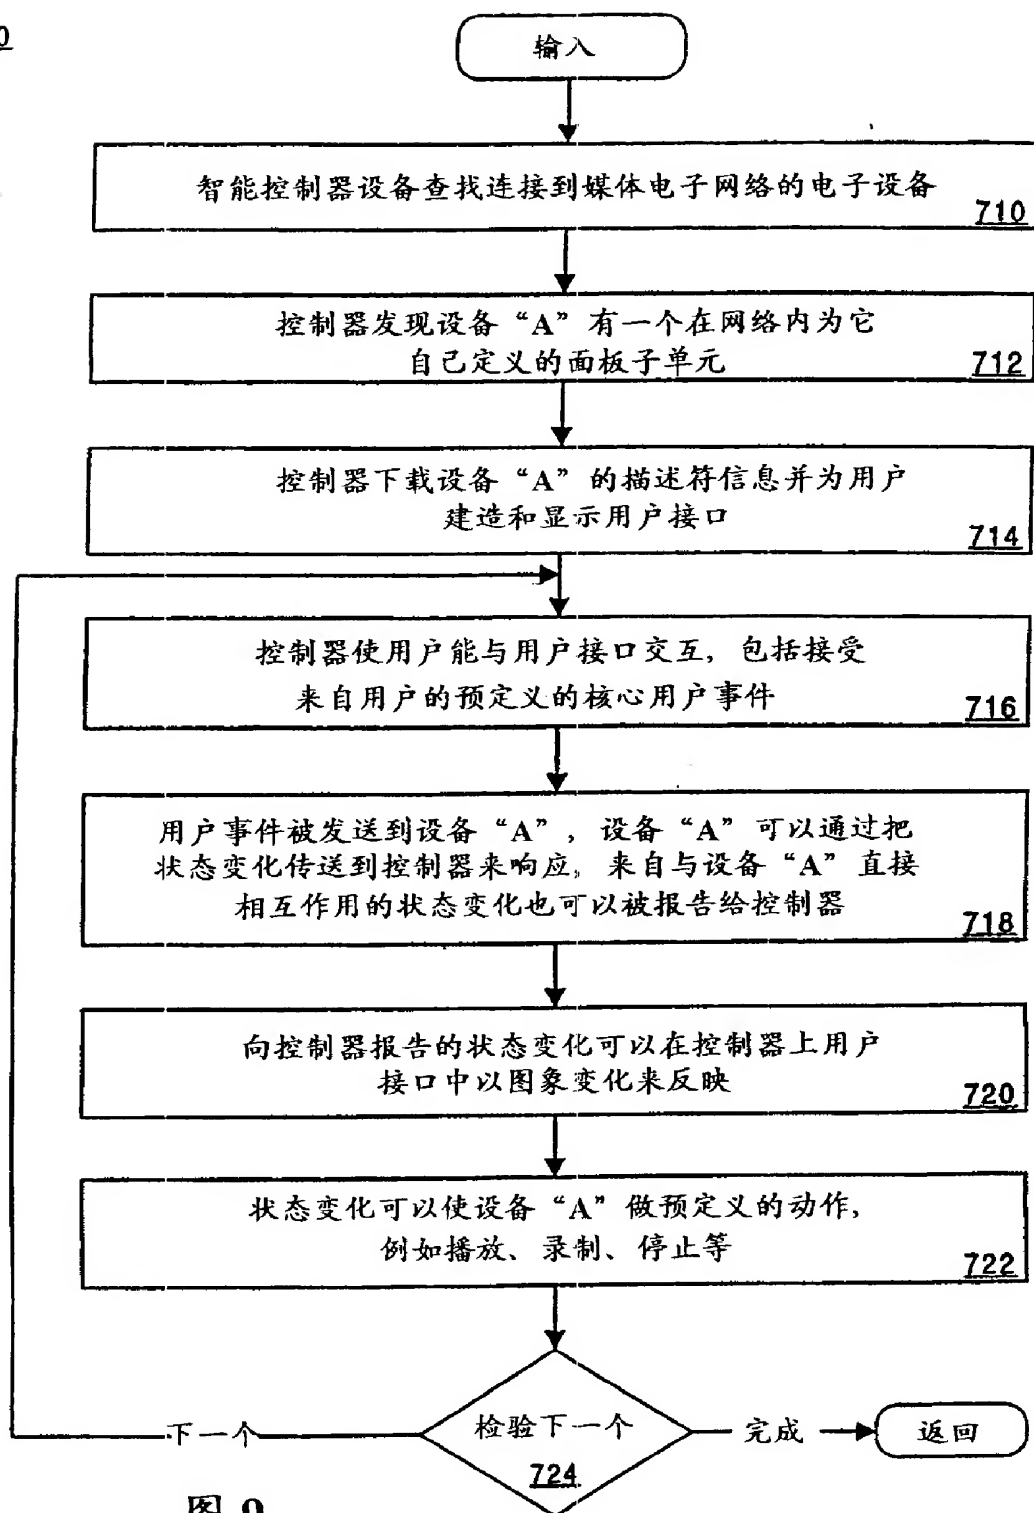 输入
智能控制器设备查找连接到媒体电子网络的电子设备
710
控制器发现设备“A”有一个在网络内为它
自己定义的面板子单元
712
控制器下载设备“A”的描述符信息并为用户
建造和显示用户接口
714
控制器使用户能与用户接口交互，包括接受
来自用户的预定义的核心用户事件
716
用户事件被发送到设备“A”，设备“A”可以通过把
状态变化传送到控制器来响应，来自与设备“A”直接
相互作用的状态变化也可以被报告给控制器
718
向控制器报告的状态变化可以在控制器上用户
接口中以图象变化来反映
720
状态变化可以使设备“A”做预定义的动作，
例如播放、录制、停止等
722
下一个
检验下一个
724
完成
返回
图 9